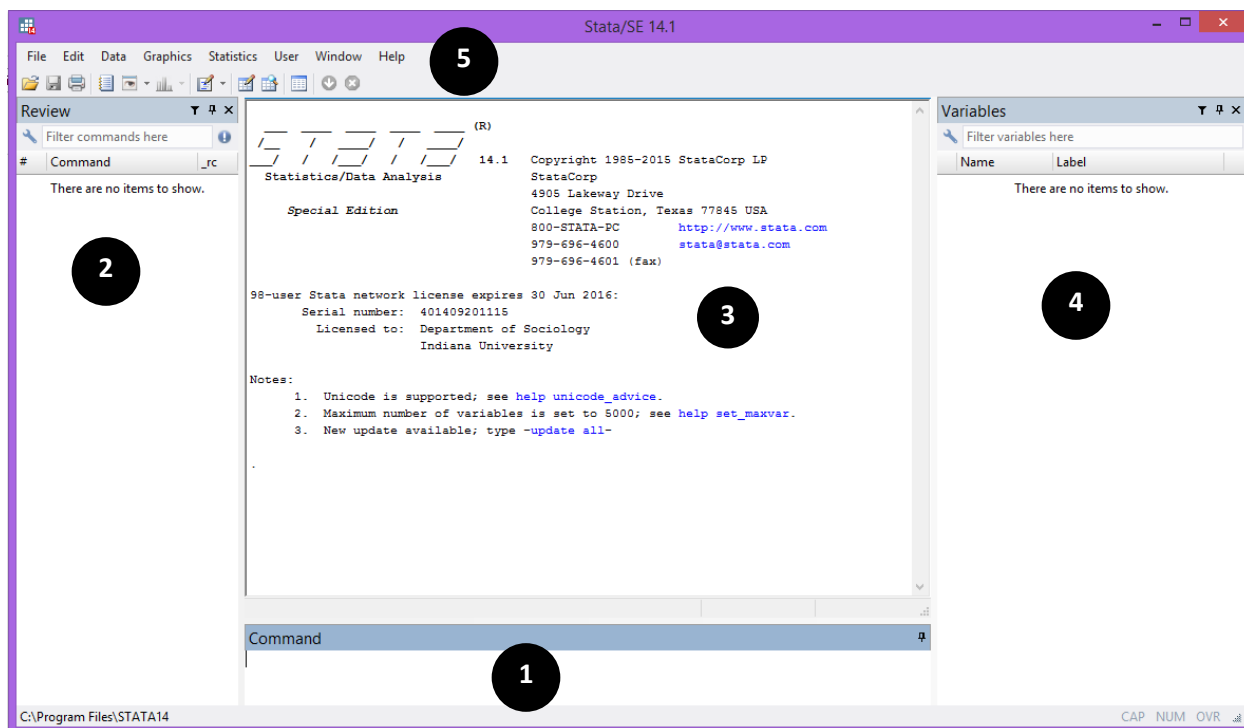 Stata/SE 14.1
File Edit Data Graphics Statistics User Window Help
5
Review
Filter commands here
# Command _rc
There are no items to show.
2
(R)
STATA
14.1 Copyright 1985-2015 StataCorp LP
Statistics/Data Analysis StataCorp
4905 Lakeway Drive
Special Edition College Station, Texas 77845 USA
800-STATA-PC http://www.stata.com
979-696-4600 stata@stata.com
979-696-4601 (fax)
98-user Stata network license expires 30 Jun 2016:
Serial number: 401409201115
Licensed to: Department of Sociology
Indiana University
Notes:
1. Unicode is supported; see help unicode_advice.
2. Maximum number of variables is set to 5000; see help set_maxvar.
3. New update available; type -update all-
.
3
Variables
Filter variables here
Name Label
There are no items to show.
4
Command
1
C:\Program Files\STATA14
CAP NUM OVR